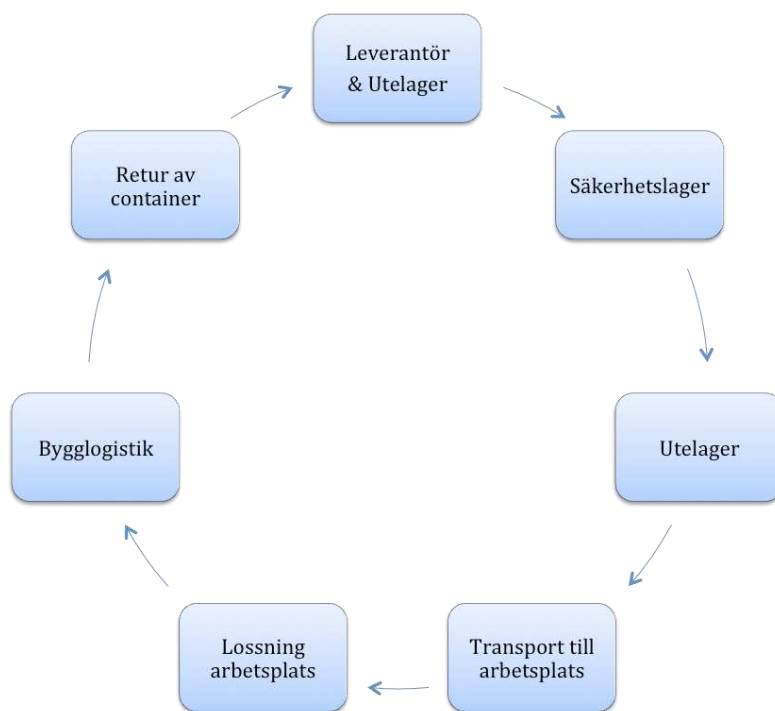 Leverantör
& Utelager
Säkerhetslager
Utelager
Transport till
arbetsplats
Lossning
arbetsplats
Bygglogistik
Retur av
container